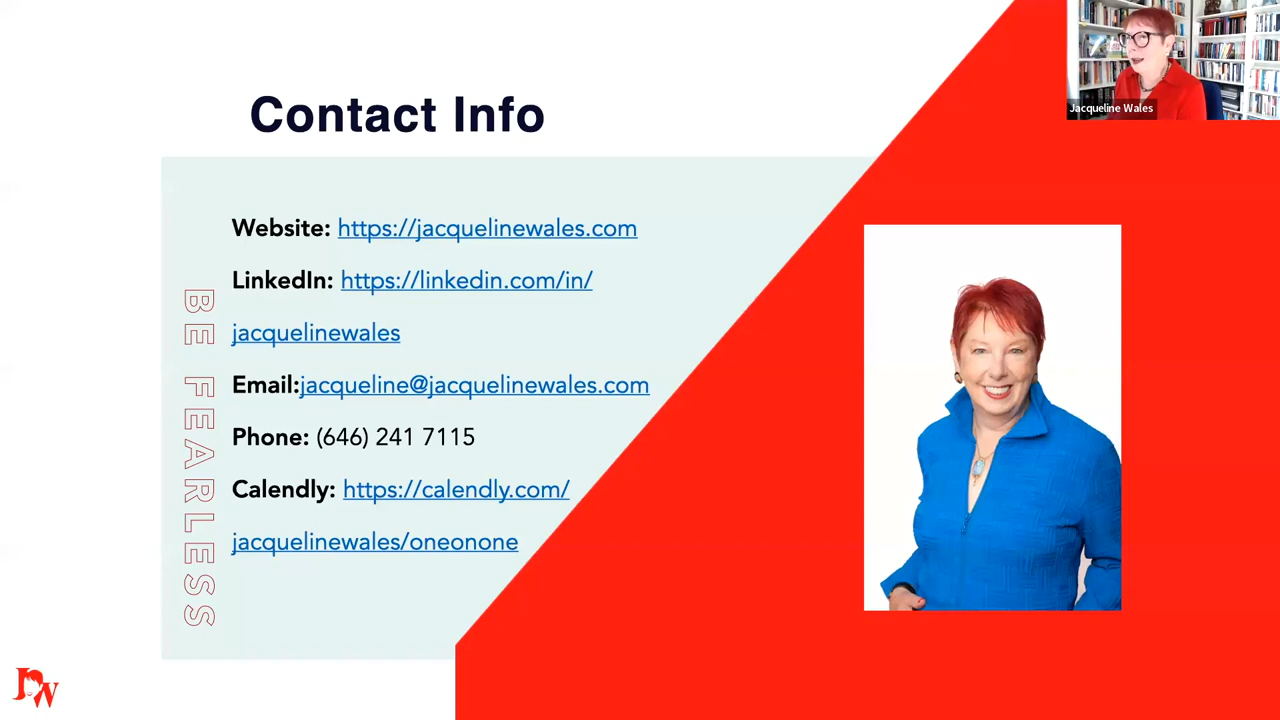 Jacqueline Wales
Contact Info
Website: https://jacquelinewales.com
LinkedIn: https://linkedin.com/in/
jacquelinewales
Email:jacqueline@jacquelinewales.com
Phone: (646) 241 7115
Calendly: https://calendly.com/
jacquelinewales/oneonone
BE FEARLESS
JW